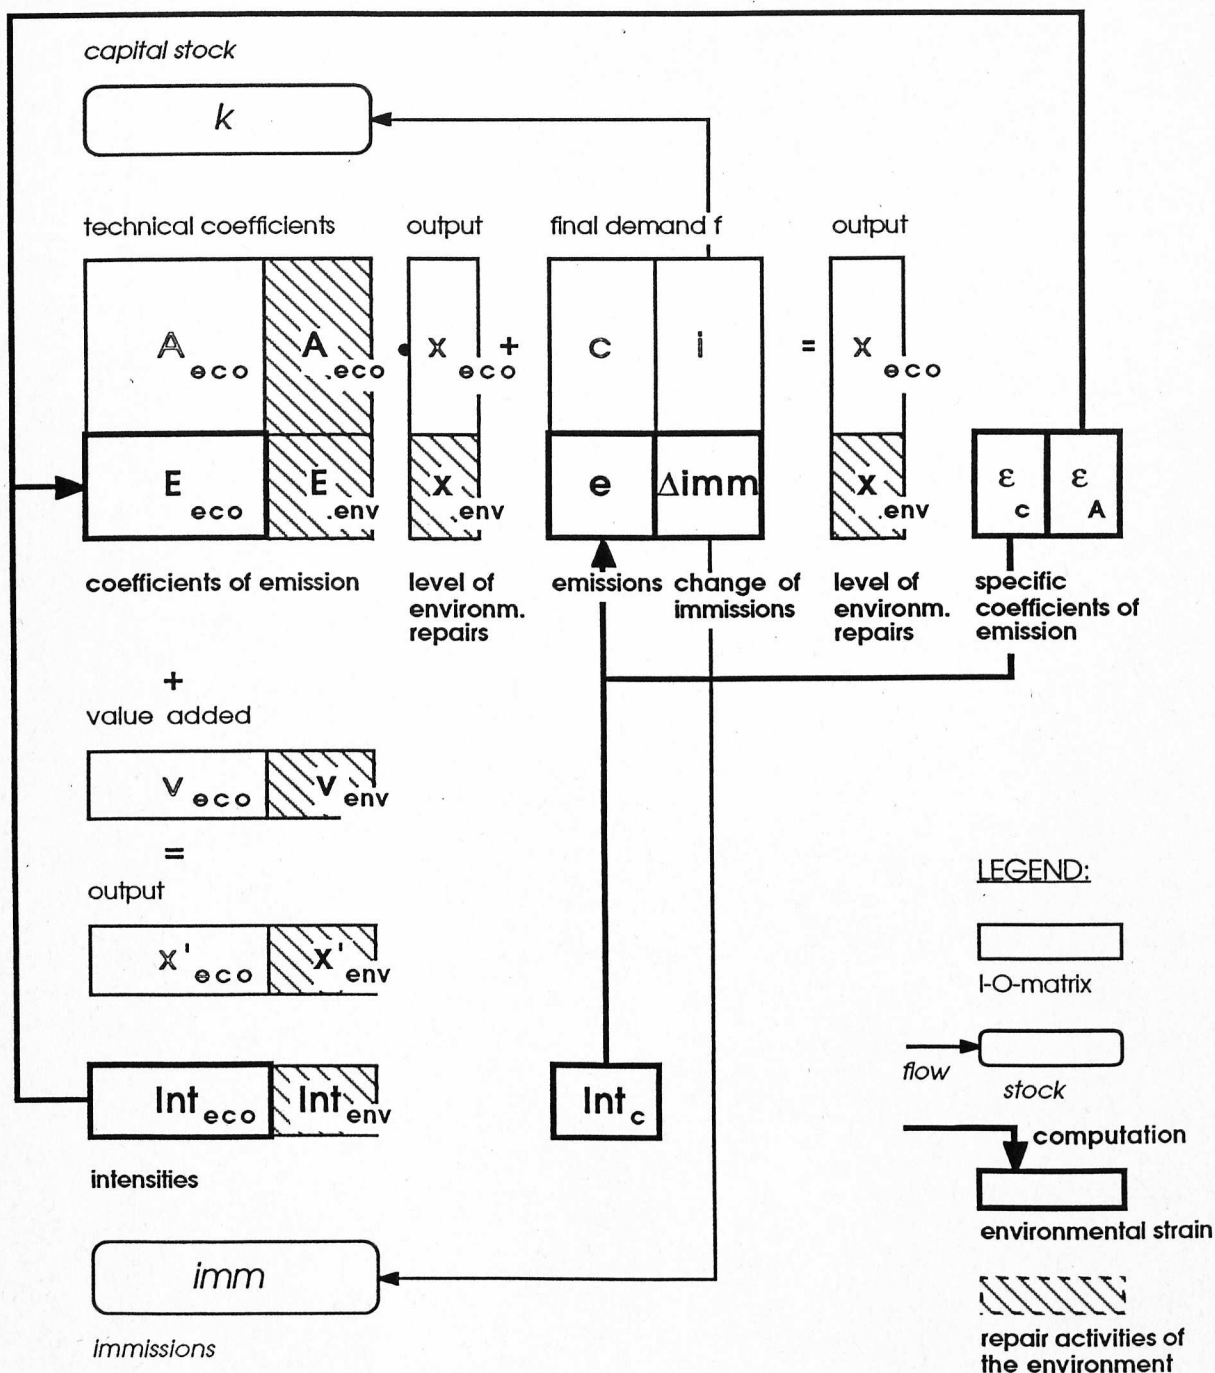 capital stock
k
technical coefficients output final demand f output
A eco A .eco • x eco + c i = x eco
E eco E .env x .env e Δimm x .env ε c ε A
coefficients of emission level of environm. repairs emissions change of immissions level of environm. repairs specific coefficients of emission
+
value added
v eco v env
=
output
x' eco x' env
Int eco Int env Int c
intensities
imm
immissions
LEGEND:
I-O-matrix
flow
stock
computation
environmental strain
repair activities of
the environment